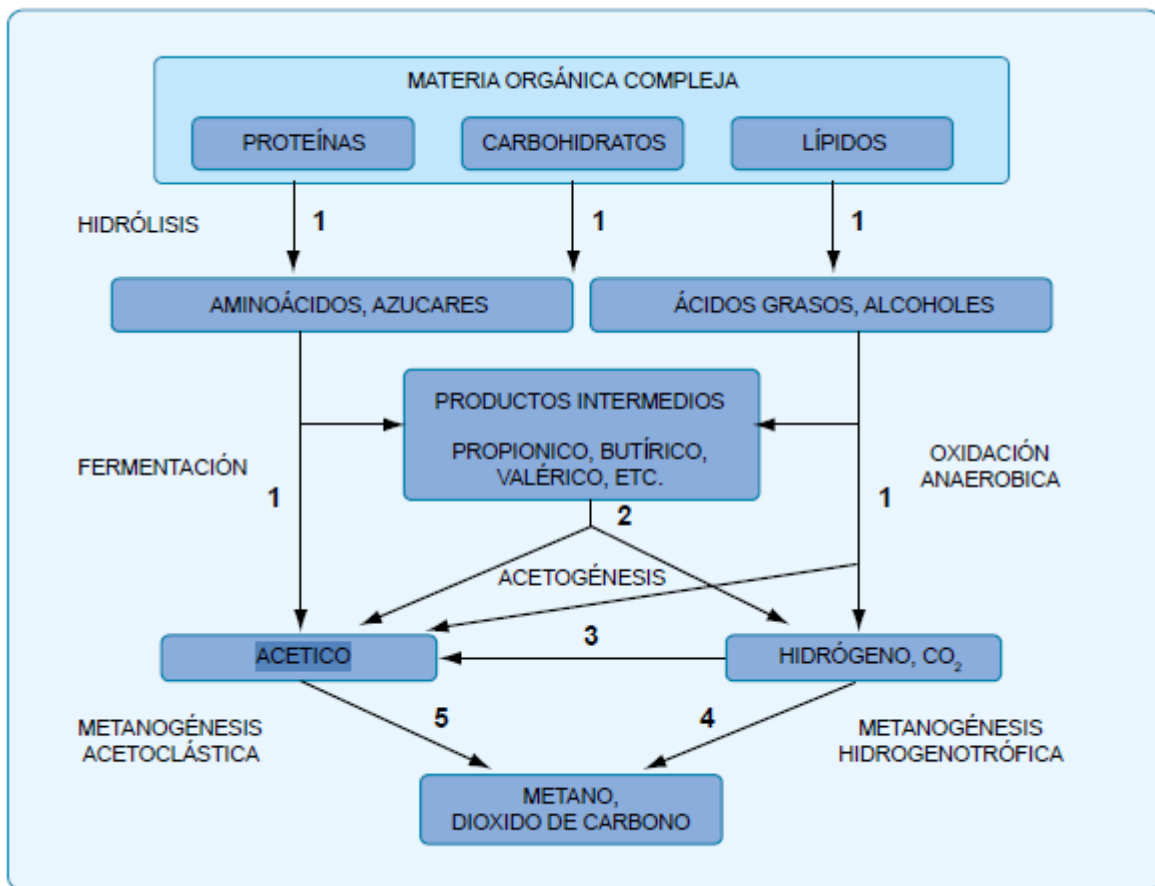 MATERIA ORGÁNICA COMPLEJA
PROTEÍNAS
CARBOHIDRATOS
LÍPIDOS
HIDRÓLISIS
1
1
1
AMINOÁCIDOS, AZUCARES
ÁCIDOS GRASOS, ALCOHOLES
PRODUCTOS INTERMEDIOS
PROPIONICO, BUTÍRICO,
VALÉRICO, ETC.
FERMENTACIÓN
1
OXIDACIÓN
ANAEROBICA
1
2
ACETOGÉNESIS
ACETICO
3
HIDRÓGENO, CO₂
METANOGÉNESIS
ACETOCLÁSTICA
5
4
METANOGÉNESIS
HIDROGENOTRÓFICA
METANO,
DIOXIDO DE CARBONO